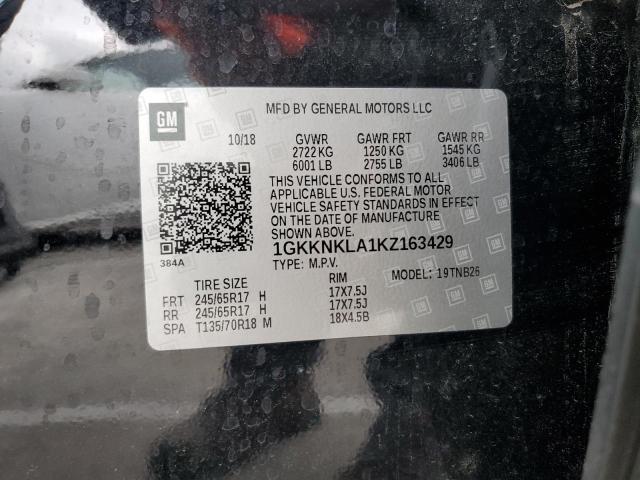 GM
MFD BY GENERAL MOTORS LLC
10/18 GVWR GAWR FRT GAWR RR
2722 KG 1250 KG 1545 KG
6001 LB 2755 LB 3406 LB
THIS VEHICLE CONFORMS TO ALL
APPLICABLE U.S. FEDERAL MOTOR
VEHICLE SAFETY STANDARDS IN EFFECT
ON THE DATE OF MANUFACTURE
SHOWN ABOVE.
384A
1GKKNKLA1KZ163429
TYPE: M.P.V. MODEL: 19TNB26
TIRE SIZE RIM
FRT 245/65R17 H 17X7.5J
RR 245/65R17 H 17X7.5J
SPA T135/70R18 M 18X4.5B